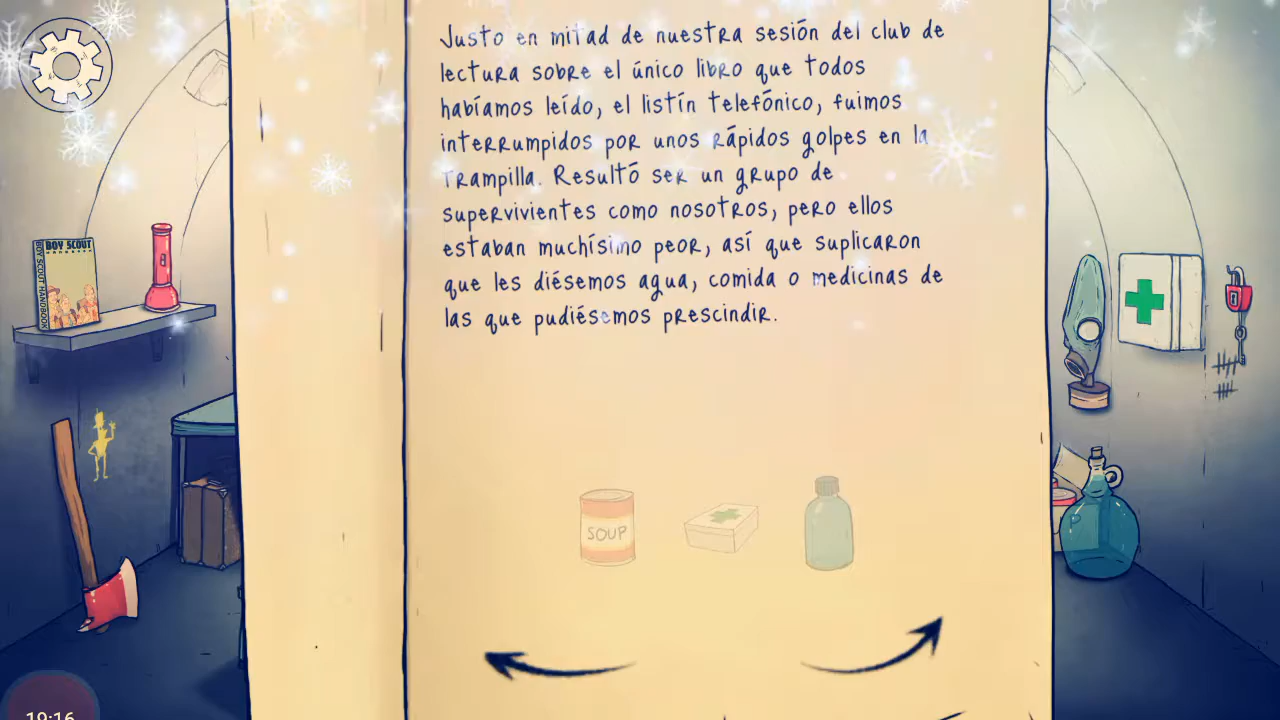 Justo en mitad de nuestra sesión del club de
lectura sobre el único libro que todos
habíamos leído, el listín telefónico, fuimos
interrumpidos por unos rápidos golpes en la
trampilla. Resultó ser un grupo de
supervivientes como nosotros, pero ellos
estaban muchísimo peor, así que suplicaron
que les diésemos agua, comida o medicinas de
las que pudiésemos prescindir.
BOY SCOUT
BOY SCOUT HANDBOOK
SOUP
19:16